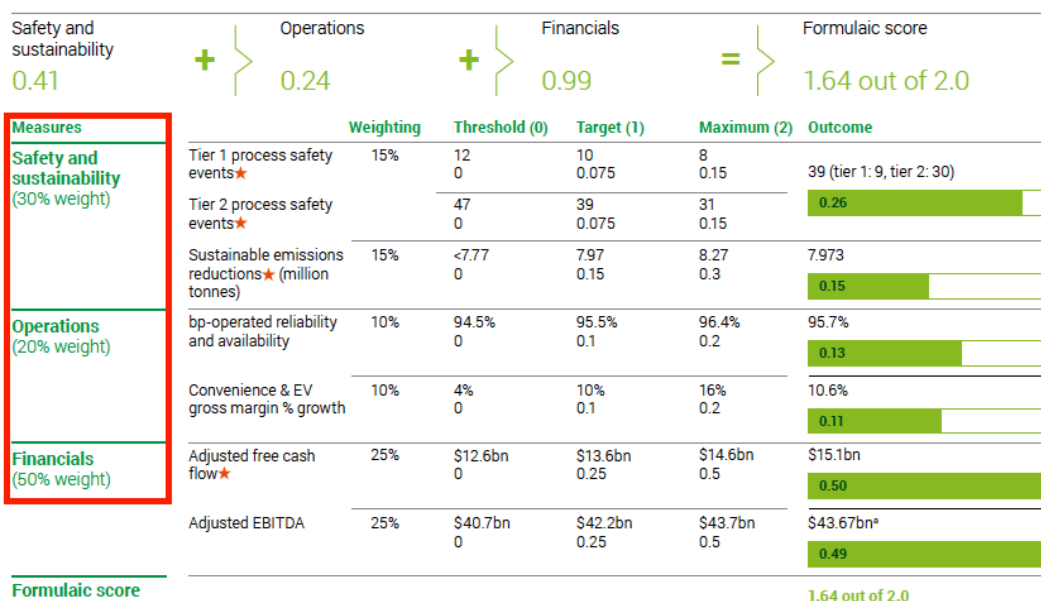 Safety and sustainability
0.41
+
Operations
0.24
+
Financials
0.99
=
Formulaic score
1.64 out of 2.0
Measures Weighting Threshold (0) Target (1) Maximum (2) Outcome
Safety and sustainability (30% weight)
Tier 1 process safety 15% 12 10 8
events★ 0 0.075 0.15 39 (tier 1: 9, tier 2: 30)
0.26
Tier 2 process safety 47 39 31
events★ 0 0.075 0.15
Sustainable emissions 15% <7.77 7.97 8.27 7.973
reductions★ (million 0 0.15 0.3
tonnes)
0.15
Operations
(20% weight)
bp-operated reliability 10% 94.5% 95.5% 96.4% 95.7%
and availability 0 0.1 0.2
0.13
Convenience & EV 10% 4% 10% 16% 10.6%
gross margin % growth 0 0.1 0.2
0.11
Financials
(50% weight)
Adjusted free cash 25% $12.6bn $13.6bn $14.6bn $15.1bn
flow★ 0 0.25 0.5
0.50
Adjusted EBITDA 25% $40.7bn $42.2bn $43.7bn $43.67bnᵃ
0 0.25 0.5
0.49
Formulaic score 1.64 out of 2.0